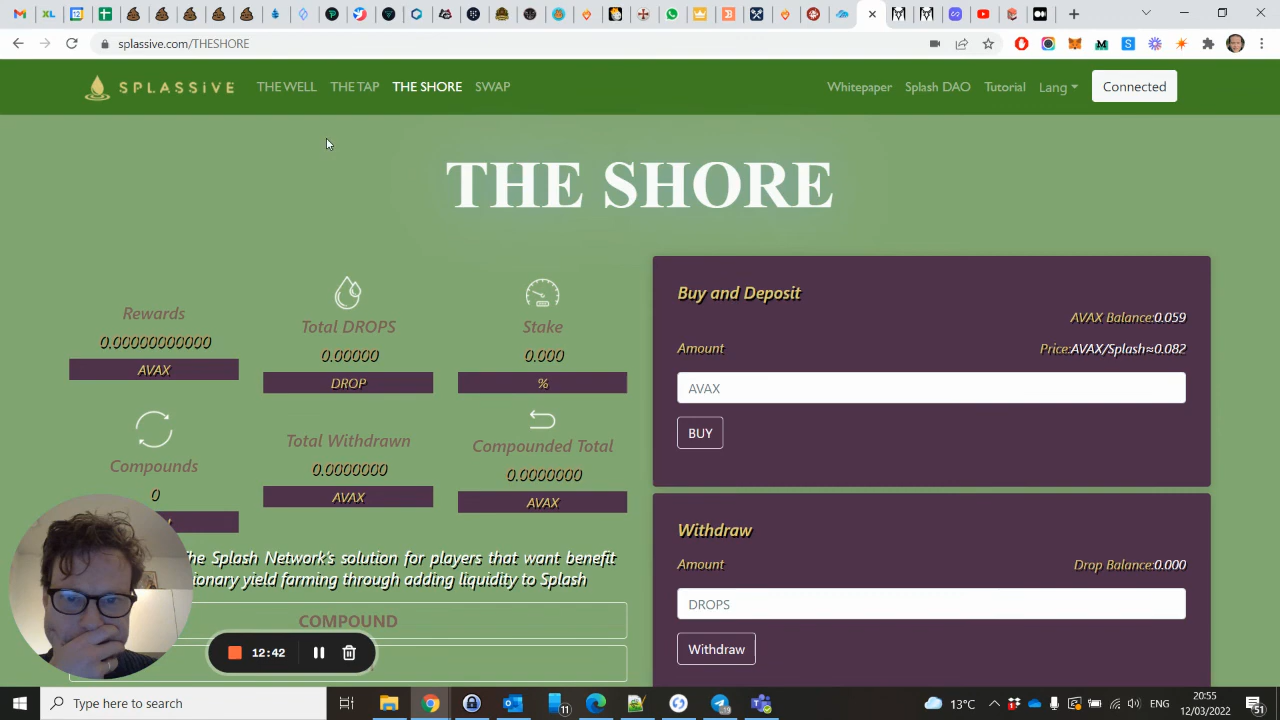 XL
31
splassive.com/THESHORE
SPLASSiVE
THE WELL
THE TAP
THE SHORE
SWAP
Whitepaper
Splash DAO
Tutorial
Lang
Connected
THE SHORE
Rewards
0.00000000000
AVAX
Total DROPS
0.00000
DROP
Stake
0.000
%
Compounds
0
Total Withdrawn
0.0000000
AVAX
Compounded Total
0.0000000
AVAX
he Splash Network's solution for players that want benefit
ionary yield farming through adding liquidity to Splash
COMPOUND
Buy and Deposit
AVAX Balance:0.059
Amount
Price:AVAX/Splash≈0.082
AVAX
BUY
Withdraw
Amount
Drop Balance:0.000
DROPS
Withdraw
12:42
Type here to search
11
13°C
ENG
20:55
12/03/2022
51